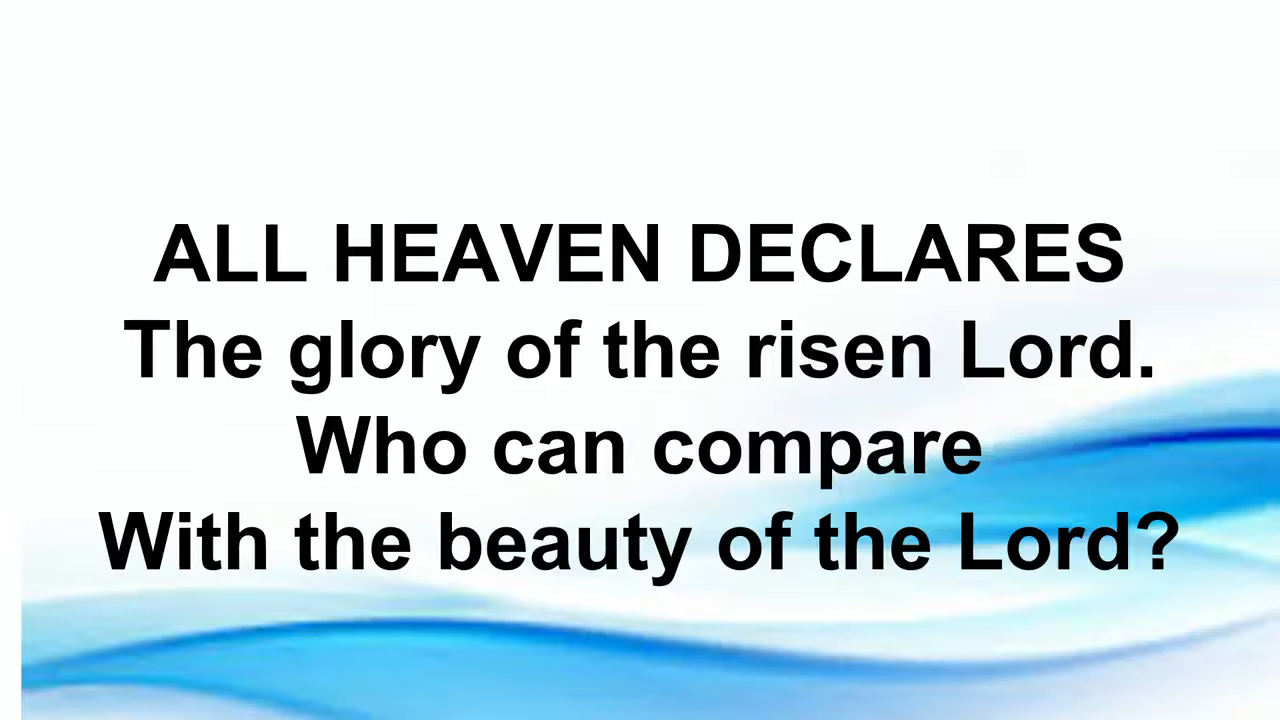 ALL HEAVEN DECLARES
The glory of the risen Lord.
Who can compare
With the beauty of the Lord?